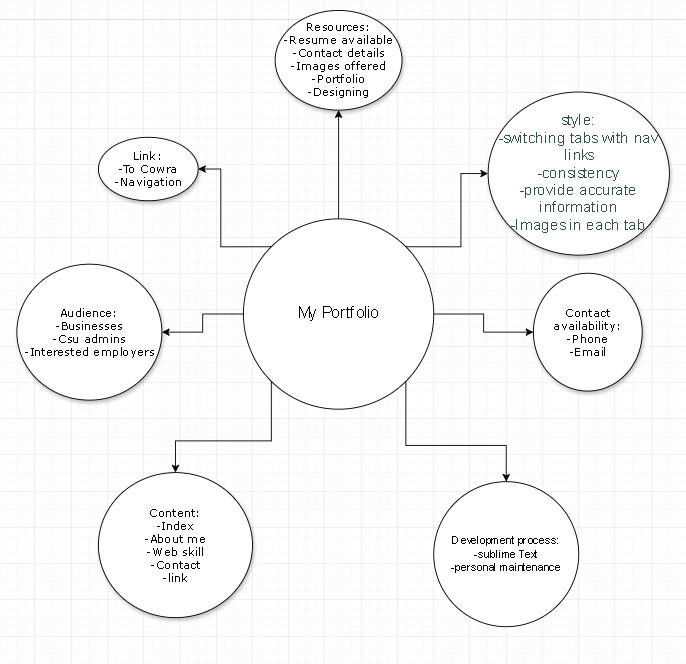 Resources:
-Resume available
-Contact details
-Images offered
-Portfolio
-Designing
style:
-switching tabs with nav
links
-consistency
-provide accurate
information
-Images in each tab
Link:
-To Cowra
-Navigation
My Portfolio
Audience:
-Businesses
-Csu admins
-Interested employers
Contact
availability:
-Phone
-Email
Content:
-Index
-About me
-Web skill
-Contact
-link
Development process:
-sublime Text
-personal maintenance